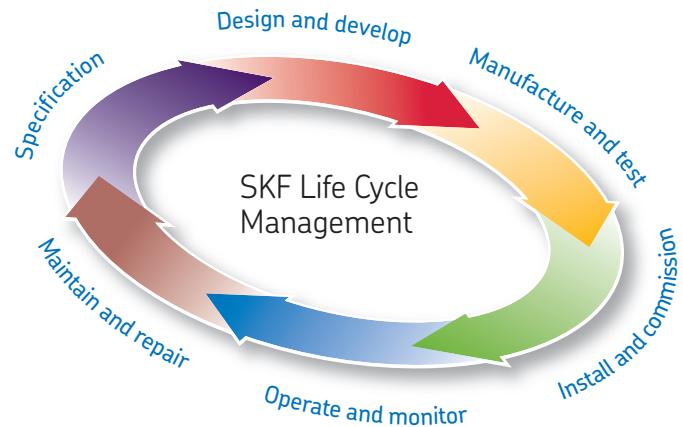 Design and develop
Manufacture and test
Specification
SKF Life Cycle
Management
Install and commission
Maintain and repair
Operate and monitor